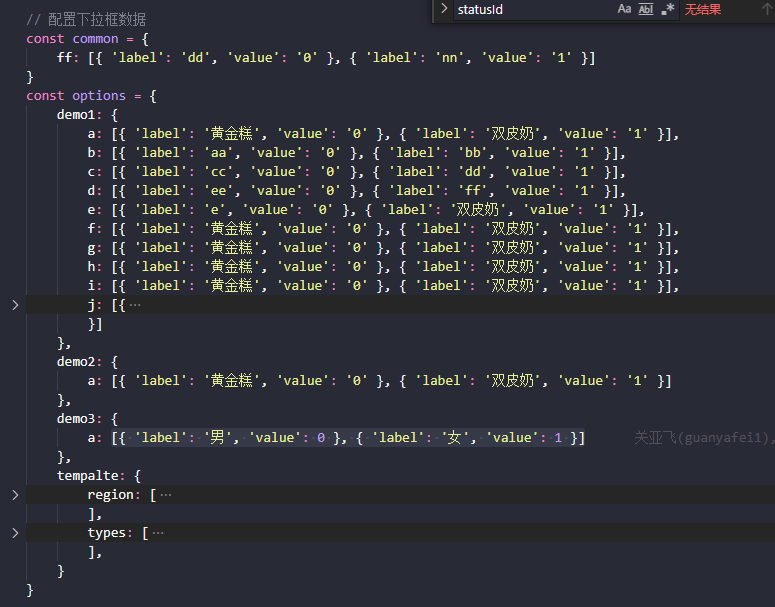 statusId Aa Ab .* 无结果
// 配置下拉框数据
const common = {
ff: [{ 'label': 'dd', 'value': '0' }, { 'label': 'nn', 'value': '1' }]
}
const options = {
demo1: {
a: [{ 'label': '黄金糕', 'value': '0' }, { 'label': '双皮奶', 'value': '1' }],
b: [{ 'label': 'aa', 'value': '0' }, { 'label': 'bb', 'value': '1' }],
c: [{ 'label': 'cc', 'value': '0' }, { 'label': 'dd', 'value': '1' }],
d: [{ 'label': 'ee', 'value': '0' }, { 'label': 'ff', 'value': '1' }],
e: [{ 'label': 'e', 'value': '0' }, { 'label': '双皮奶', 'value': '1' }],
f: [{ 'label': '黄金糕', 'value': '0' }, { 'label': '双皮奶', 'value': '1' }],
g: [{ 'label': '黄金糕', 'value': '0' }, { 'label': '双皮奶', 'value': '1' }],
h: [{ 'label': '黄金糕', 'value': '0' }, { 'label': '双皮奶', 'value': '1' }],
i: [{ 'label': '黄金糕', 'value': '0' }, { 'label': '双皮奶', 'value': '1' }],
j: [{ ⋯
}]
},
demo2: {
a: [{ 'label': '黄金糕', 'value': '0' }, { 'label': '双皮奶', 'value': '1' }]
},
demo3: {
a: [{ 'label': '男', 'value': 0 }, { 'label': '女', 'value': 1 }] 关亚飞(guanyafei1),
},
tempalte: {
region: [ ⋯
],
types: [ ⋯
],
}
}